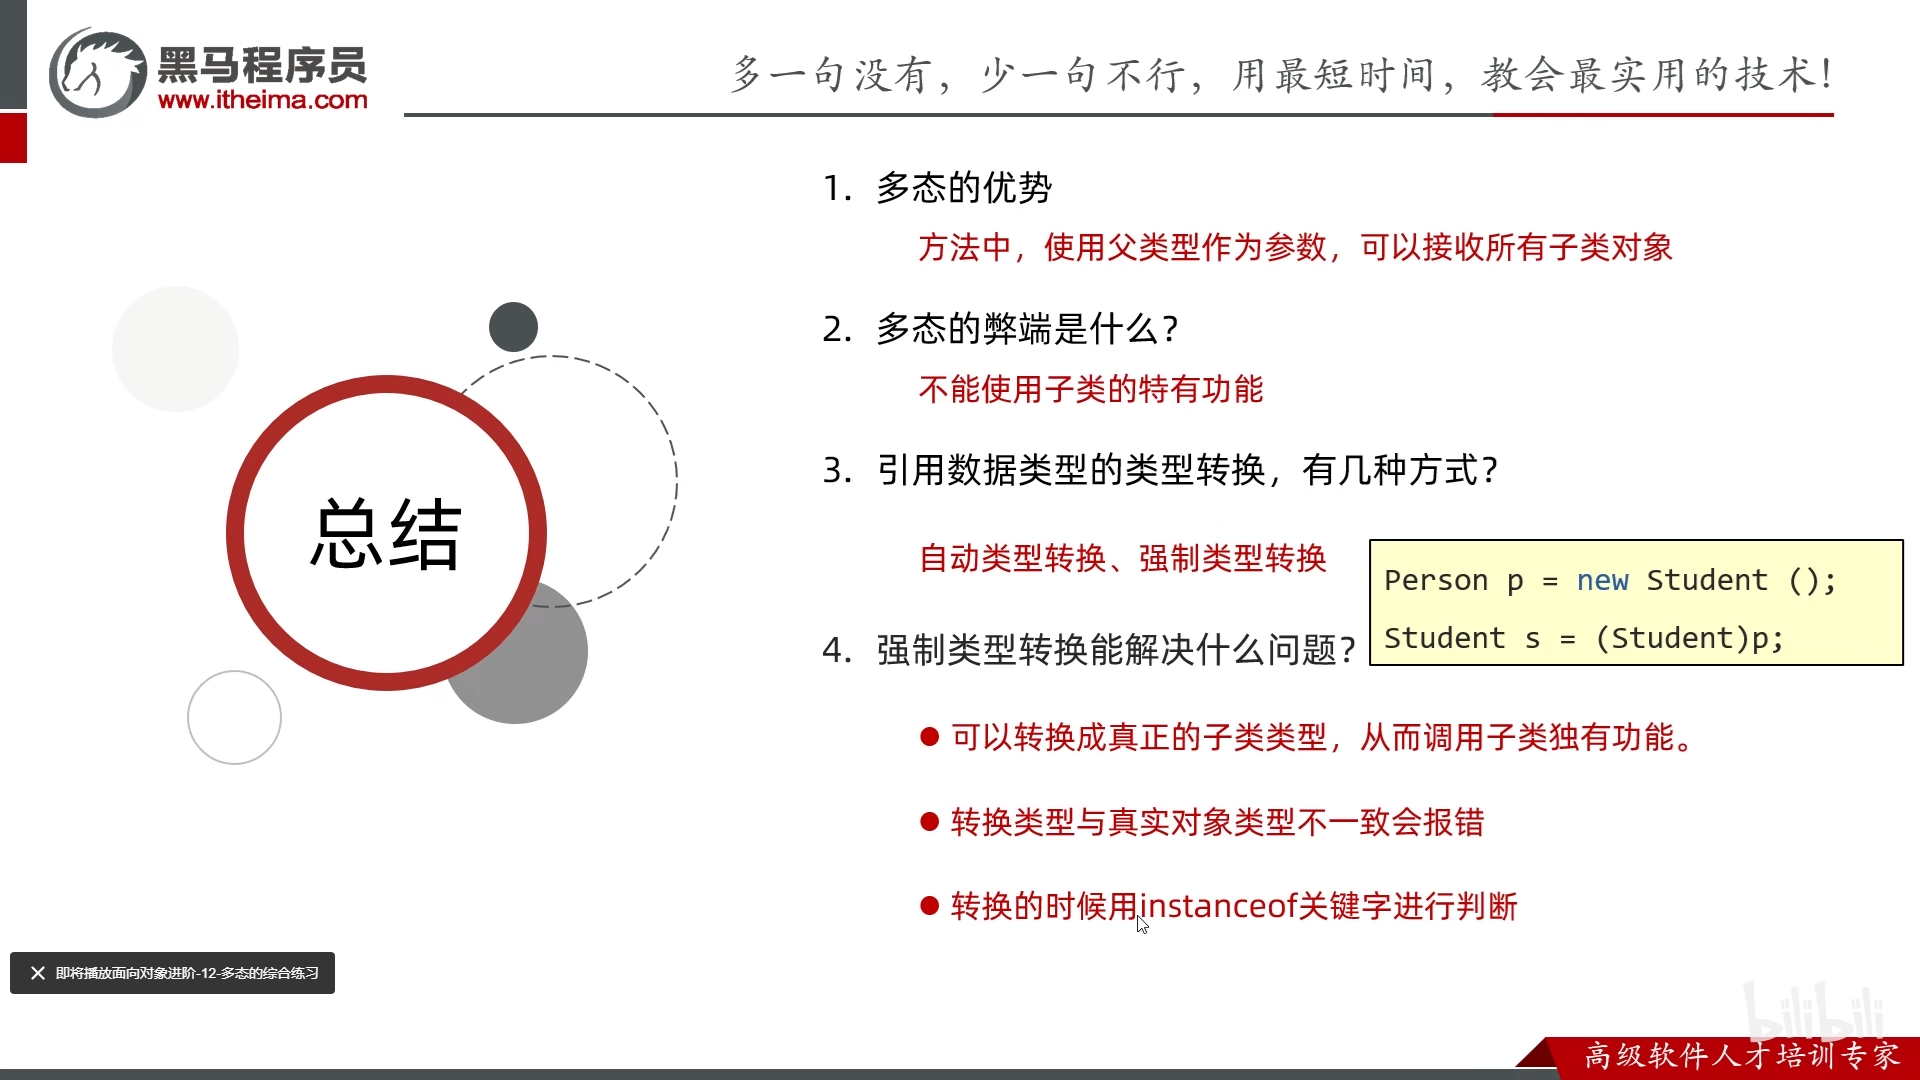 黑马程序员
www.itheima.com
多一句没有，少一句不行，用最短时间，教会最实用的技术！
1. 多态的优势
方法中，使用父类型作为参数，可以接收所有子类对象
2. 多态的弊端是什么？
不能使用子类的特有功能
3. 引用数据类型的类型转换，有几种方式？
自动类型转换、强制类型转换
Person p = new Student ();
Student s = (Student)p;
4. 强制类型转换能解决什么问题？
● 可以转换成真正的子类类型，从而调用子类独有功能。
● 转换类型与真实对象类型不一致会报错
● 转换的时候用instanceof关键字进行判断
总结
即将播放面向对象进阶-12-多态的综合练习
bilibili
高级软件人才培训专家